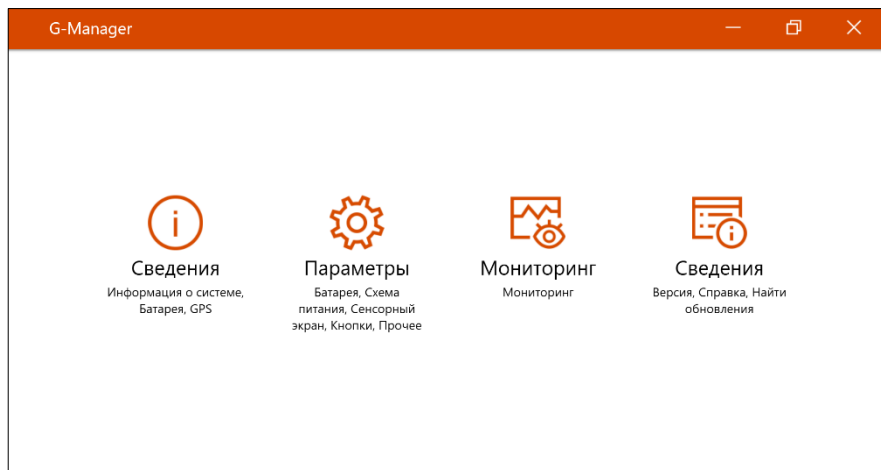 G-Manager
Сведения
Информация о системе,
Батарея, GPS
Параметры
Батарея, Схема
питания, Сенсорный
экран, Кнопки, Прочее
Мониторинг
Мониторинг
Сведения
Версия, Справка, Найти
обновления